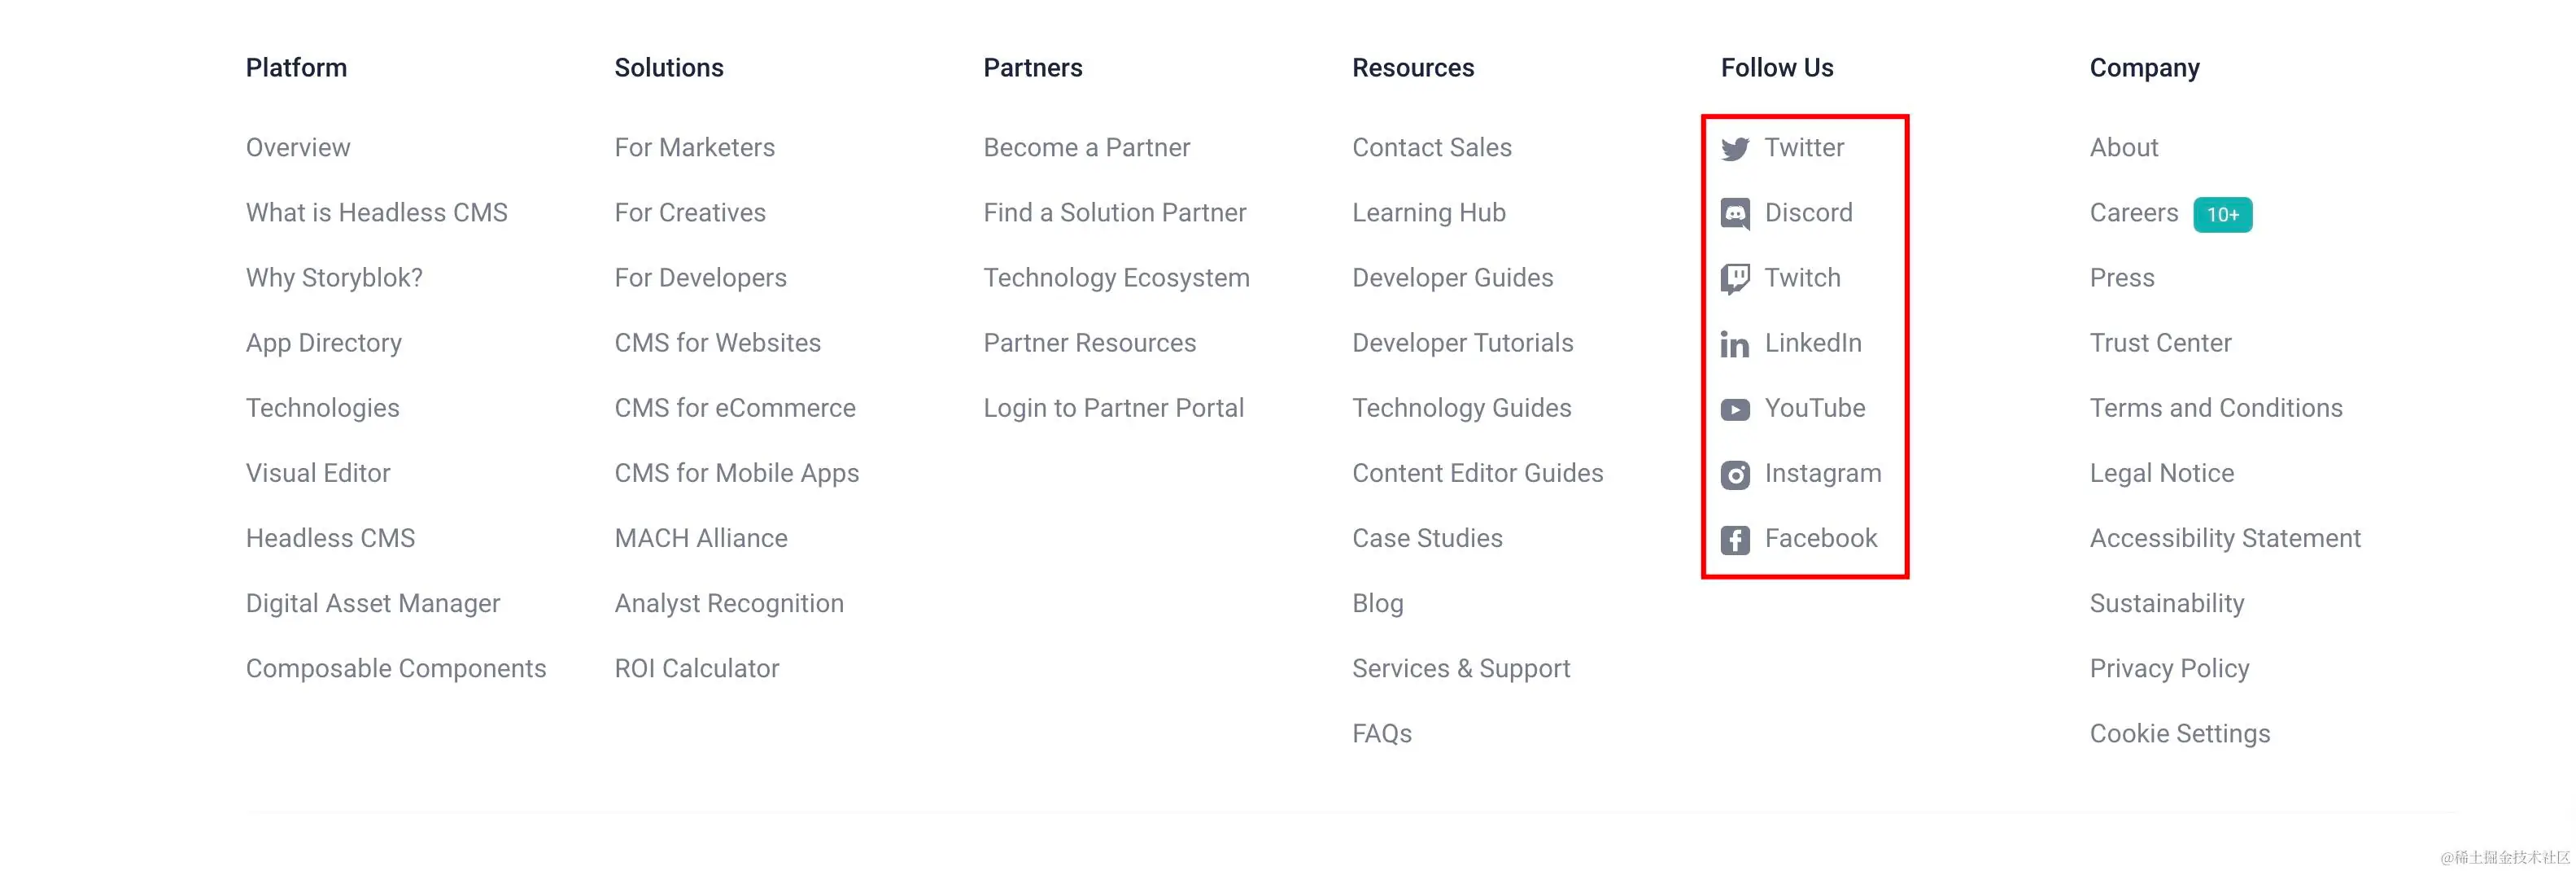 Platform
Overview
What is Headless CMS
Why Storyblok?
App Directory
Technologies
Visual Editor
Headless CMS
Digital Asset Manager
Composable Components
Solutions
For Marketers
For Creatives
For Developers
CMS for Websites
CMS for eCommerce
CMS for Mobile Apps
MACH Alliance
Analyst Recognition
ROI Calculator
Partners
Become a Partner
Find a Solution Partner
Technology Ecosystem
Partner Resources
Login to Partner Portal
Resources
Contact Sales
Learning Hub
Developer Guides
Developer Tutorials
Technology Guides
Content Editor Guides
Case Studies
Blog
Services & Support
FAQs
Follow Us
Twitter
Discord
Twitch
LinkedIn
YouTube
Instagram
Facebook
Company
About
Careers 10+
Press
Trust Center
Terms and Conditions
Legal Notice
Accessibility Statement
Sustainability
Privacy Policy
Cookie Settings
@稀土掘金技术社区